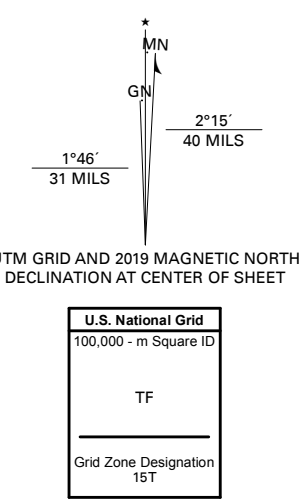 ★
MN
GN
2°15´
40 MILS
1°46´
31 MILS
UTM GRID AND 2019 MAGNETIC NORTH
DECLINATION AT CENTER OF SHEET
U.S. National Grid
100,000 - m Square ID
TF
Grid Zone Designation
15T